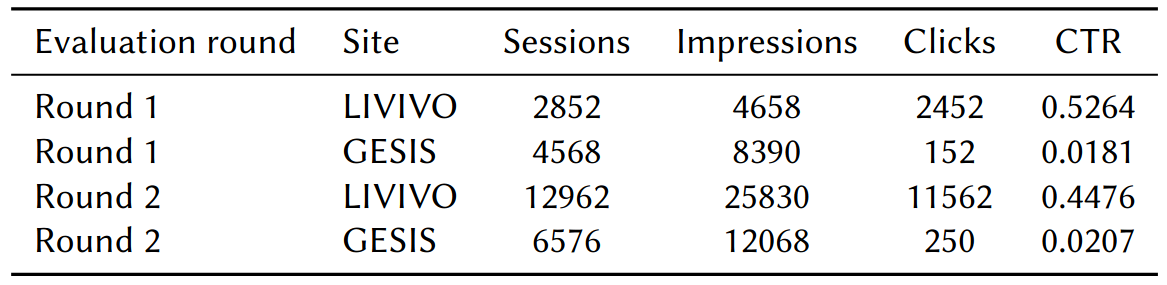 Evaluation round Site Sessions Impressions Clicks CTR
Round 1 LIVIVO 2852 4658 2452 0.5264
Round 1 GESIS 4568 8390 152 0.0181
Round 2 LIVIVO 12962 25830 11562 0.4476
Round 2 GESIS 6576 12068 250 0.0207